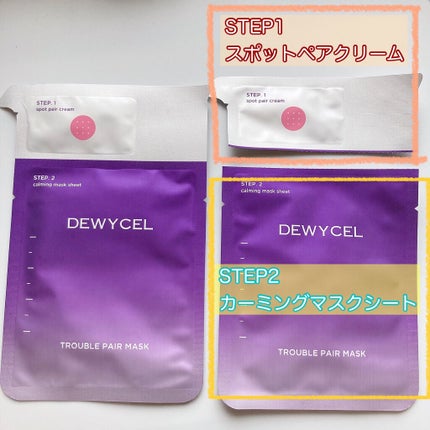 STEP. 1
spot pair cream
STEP. 2
calming mask sheet
DEWYCEL
TROUBLE PAIR MASK
STEP1
スポットペアクリーム
STEP. 1
spot pair cream
STEP. 2
calming mask sheet
DEWYCEL
STEP2
カーミングマスクシート
TROUBLE PAIR MASK